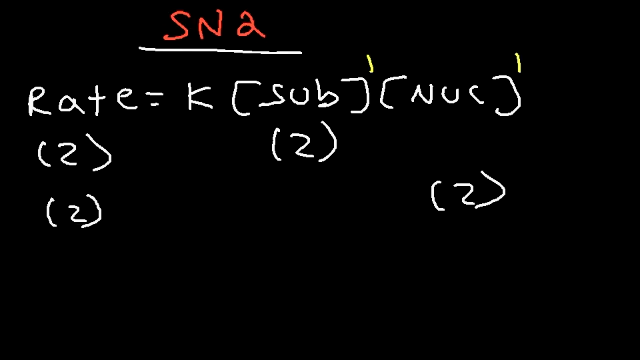 SN2
Rate = K [Sub]¹ [NUC]¹
(2) (2)
(2) (2)